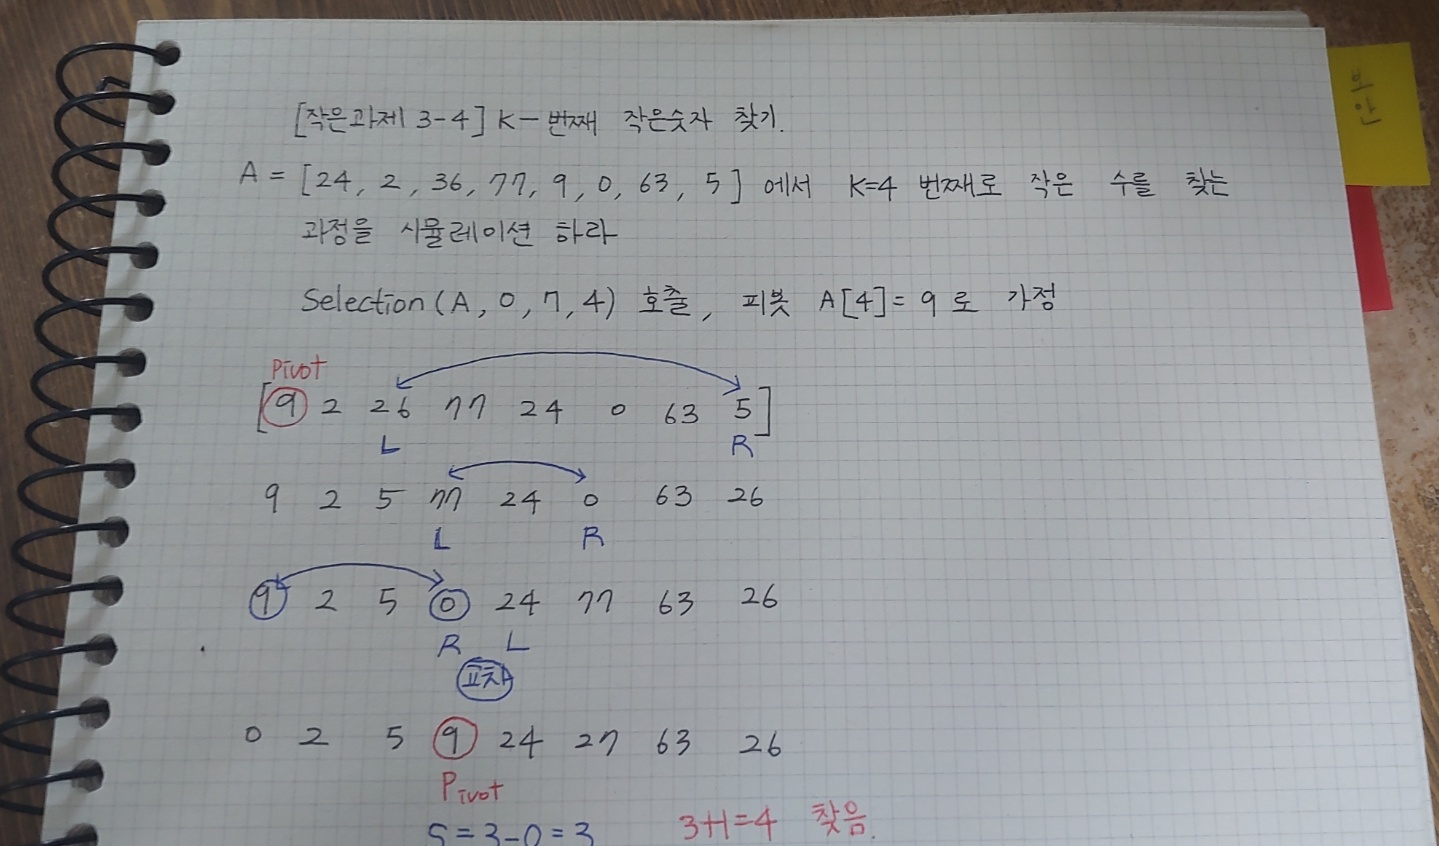 [작은과제 3-4] K-번째 작은숫자 찾기.
A = [24, 2, 36, 77, 9, 0, 63, 5] 에서 K=4 번째로 작은 수를 찾는
과정을 시뮬레이션 하라
Selection(A, 0, 7, 4) 호출, 피봇 A[4]=9로 가정
Pivot
[9 2 26 77 24 0 63 5]
L R
9 2 5 77 24 0 63 26
L R
9 2 5 0 24 77 63 26
R L
교차
0 2 5 9 24 27 63 26
Pivot
S=3-0=3 3+1=4 찾음.
보안